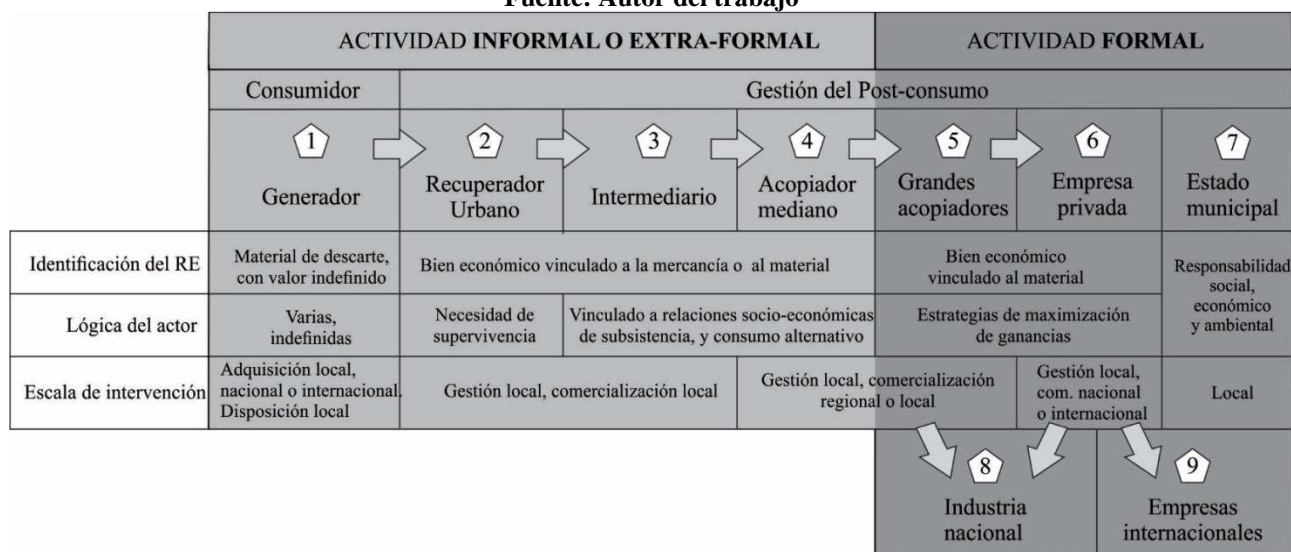 Fuente: Autor del trabajo
ACTIVIDAD INFORMAL O EXTRA-FORMAL
ACTIVIDAD FORMAL
Consumidor
Gestión del Post-consumo
1
2
3
4
5
6
7
Generador
Recuperador
Urbano
Intermediario
Acopiador
mediano
Grandes
acopiadores
Empresa
privada
Estado
municipal
Identificación del RE
Material de descarte,
con valor indefinido
Bien económico vinculado a la mercancía o al material
Bien económico
vinculado al material
Responsabilidad
social,
económico
y ambiental
Lógica del actor
Varias,
indefinidas
Necesidad de
supervivencia
Vinculado a relaciones socio-económicas
de subsistencia, y consumo alternativo
Estrategias de maximización
de ganancias
Escala de intervención
Adquisición local,
nacional o internacional.
Disposición local
Gestión local, comercialización local
Gestión local, comercialización
regional o local
Gestión local,
com. nacional
o internacional
Local
8
Industria
nacional
9
Empresas
internacionales